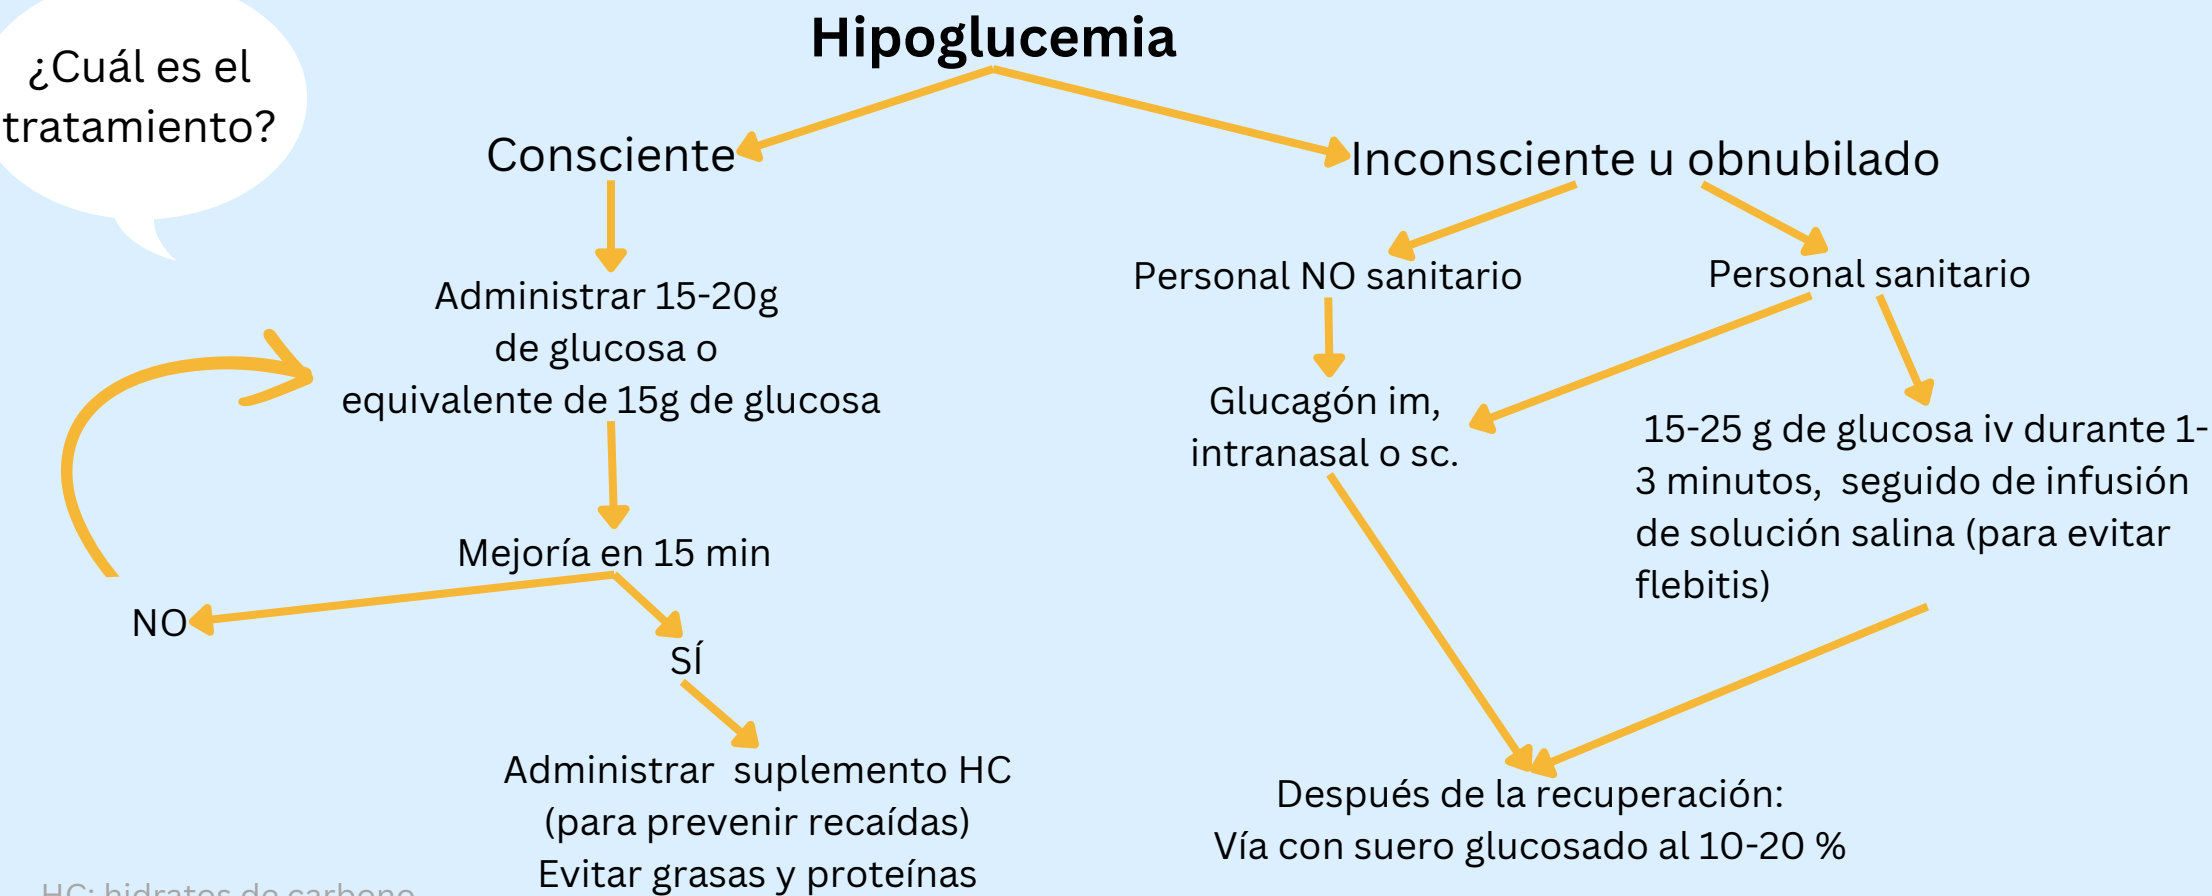 ¿Cuál es el
tratamiento?
Hipoglucemia
Consciente
Inconsciente u obnubilado
Administrar 15-20g
de glucosa o
equivalente de 15g de glucosa
Mejoría en 15 min
NO
SÍ
Administrar suplemento HC
(para prevenir recaídas)
Evitar grasas y proteínas
Personal NO sanitario
Personal sanitario
Glucagón im,
intranasal o sc.
15-25 g de glucosa iv durante 1-
3 minutos, seguido de infusión
de solución salina (para evitar
flebitis)
Después de la recuperación:
Vía con suero glucosado al 10-20 %
HC: hidratos de carbono